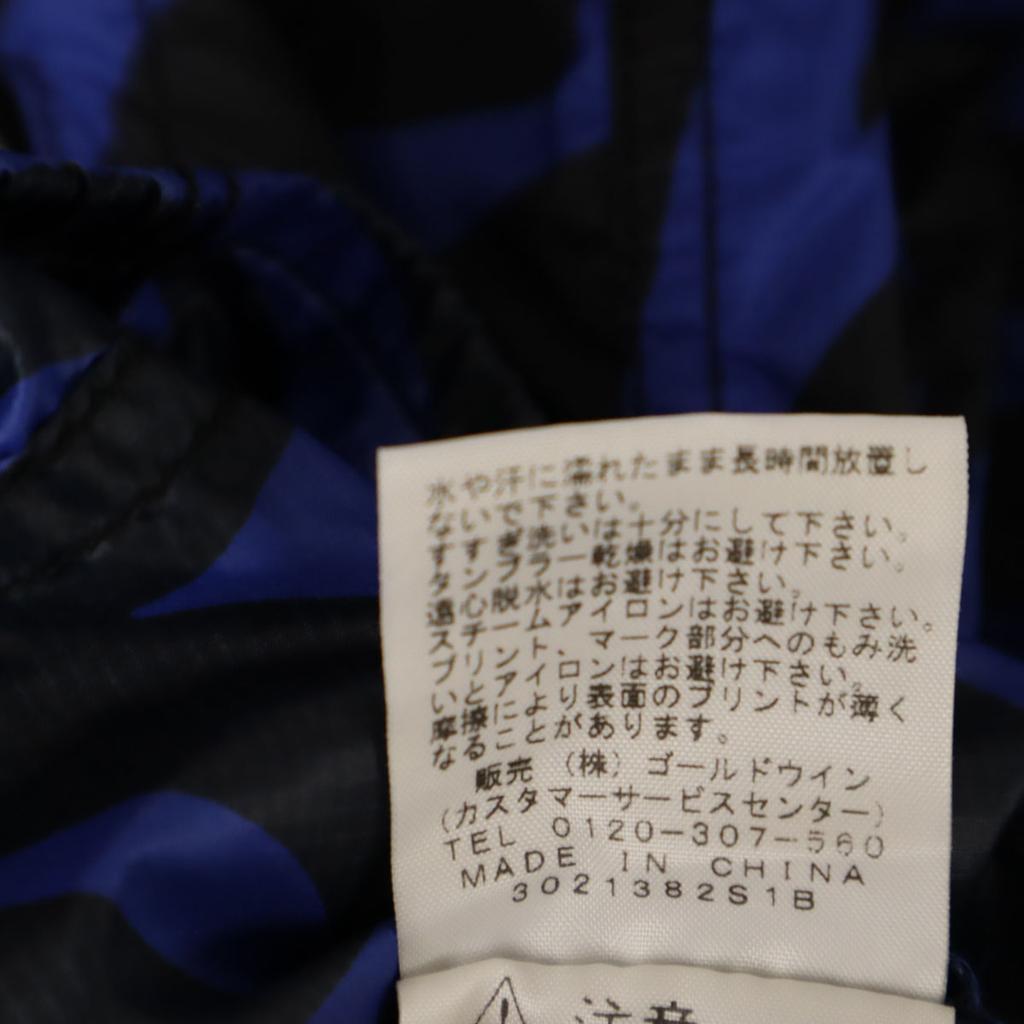 水や汗に濡れたまま長時間放置し
ないで下さい。
すすぎ洗いは十分にして下さい。
タンブラー乾燥はお避け下さい。
遠心脱水はお避け下さい。
スチームアイロンはお避け下さい。
プリント、マーク部分へのもみ洗
いとアイロンはお避け下さい。
摩擦により表面のプリントが薄く
なることがあります。
販売 (株) ゴールドウイン
(カスタマーサービスセンター)
TEL 0120-307-560
MADE IN CHINA
3021382S1B
注意